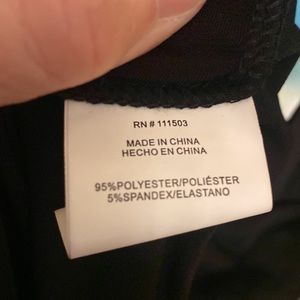 RN # 111503
MADE IN CHINA
HECHO EN CHINA
95%POLYESTER/POLIÉSTER
5%SPANDEX/ELASTANO